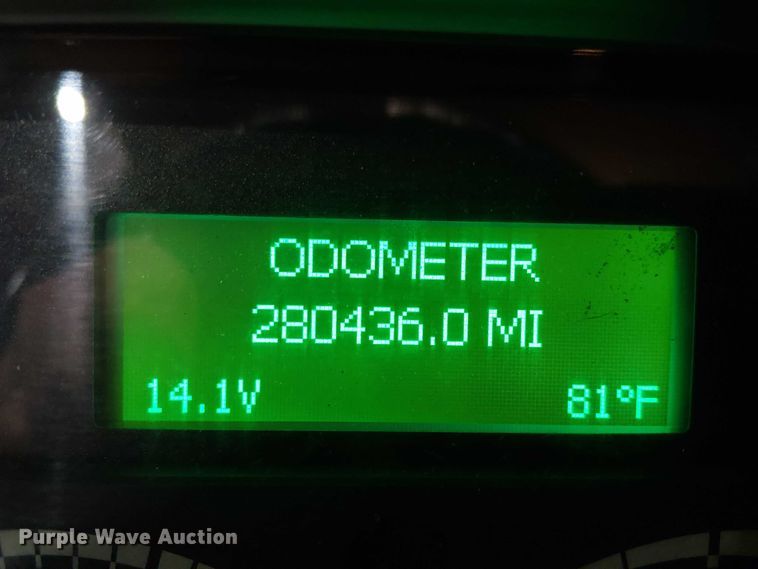 ODOMETER
280436.0 MI
14.1V 81°F
Purple Wave Auction